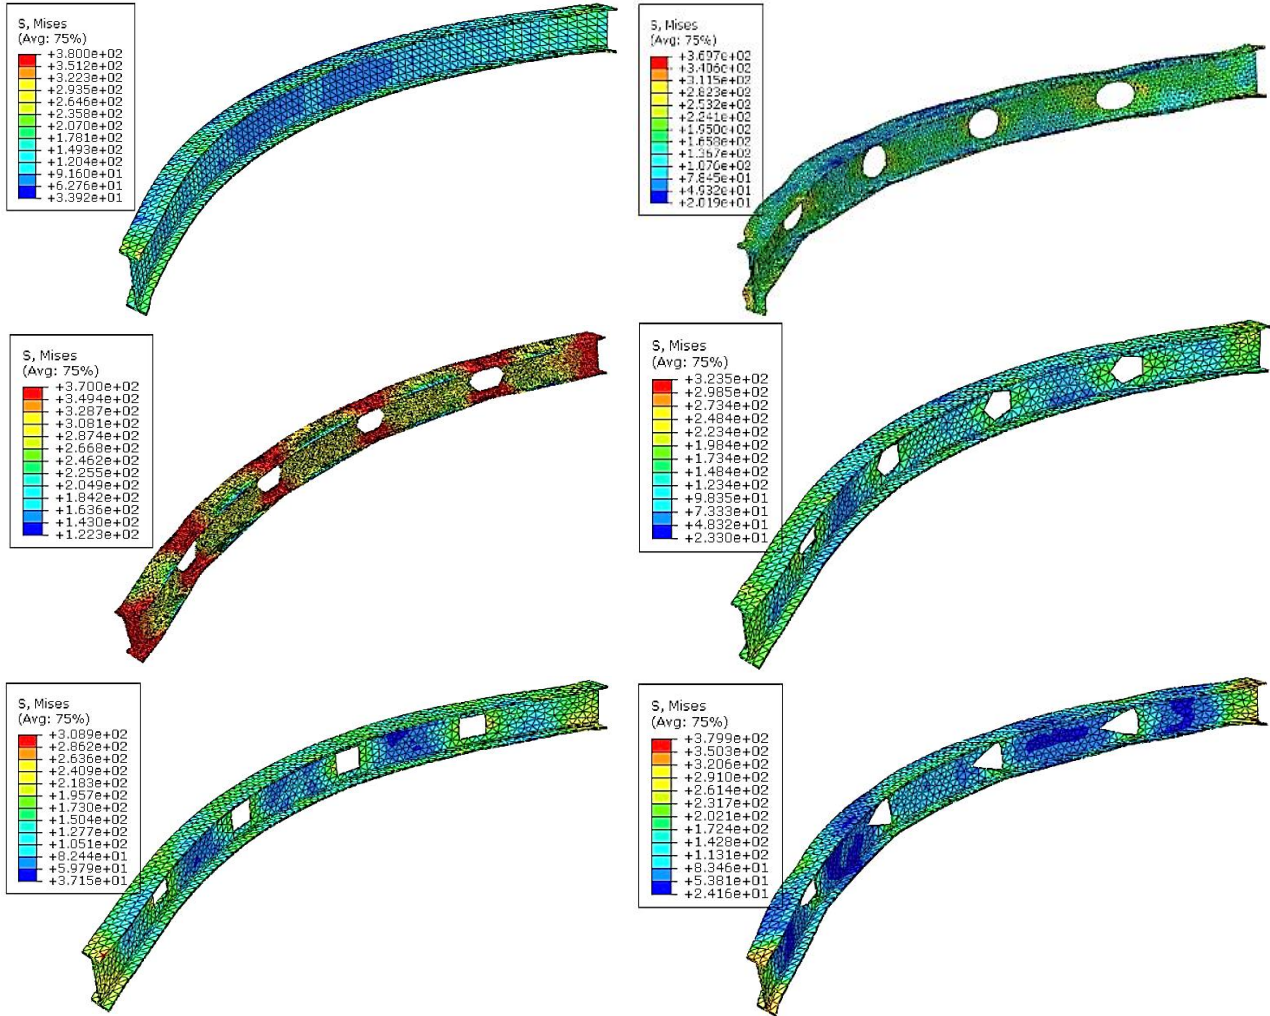 S, Mises
(Avg: 75%)
+3.800e+02
+3.512e+02
+3.223e+02
+2.935e+02
+2.646e+02
+2.358e+02
+2.070e+02
+1.781e+02
+1.493e+02
+1.204e+02
+9.160e+01
+6.276e+01
+3.392e+01
S, Mises
(Avg: 75%)
+3.697e+02
+3.406e+02
+3.115e+02
+2.823e+02
+2.532e+02
+2.241e+02
+1.950e+02
+1.658e+02
+1.367e+02
+1.076e+02
+7.845e+01
+4.932e+01
+2.019e+01
S, Mises
(Avg: 75%)
+3.700e+02
+3.494e+02
+3.287e+02
+3.081e+02
+2.874e+02
+2.668e+02
+2.462e+02
+2.255e+02
+2.049e+02
+1.842e+02
+1.636e+02
+1.430e+02
+1.223e+02
S, Mises
(Avg: 75%)
+3.235e+02
+2.985e+02
+2.734e+02
+2.484e+02
+2.234e+02
+1.984e+02
+1.734e+02
+1.484e+02
+1.234e+02
+9.835e+01
+7.333e+01
+4.832e+01
+2.330e+01
S, Mises
(Avg: 75%)
+3.089e+02
+2.862e+02
+2.636e+02
+2.409e+02
+2.183e+02
+1.957e+02
+1.730e+02
+1.504e+02
+1.277e+02
+1.051e+02
+8.244e+01
+5.979e+01
+3.715e+01
S, Mises
(Avg: 75%)
+3.799e+02
+3.503e+02
+3.206e+02
+2.910e+02
+2.614e+02
+2.317e+02
+2.021e+02
+1.724e+02
+1.428e+02
+1.131e+02
+8.346e+01
+5.381e+01
+2.416e+01